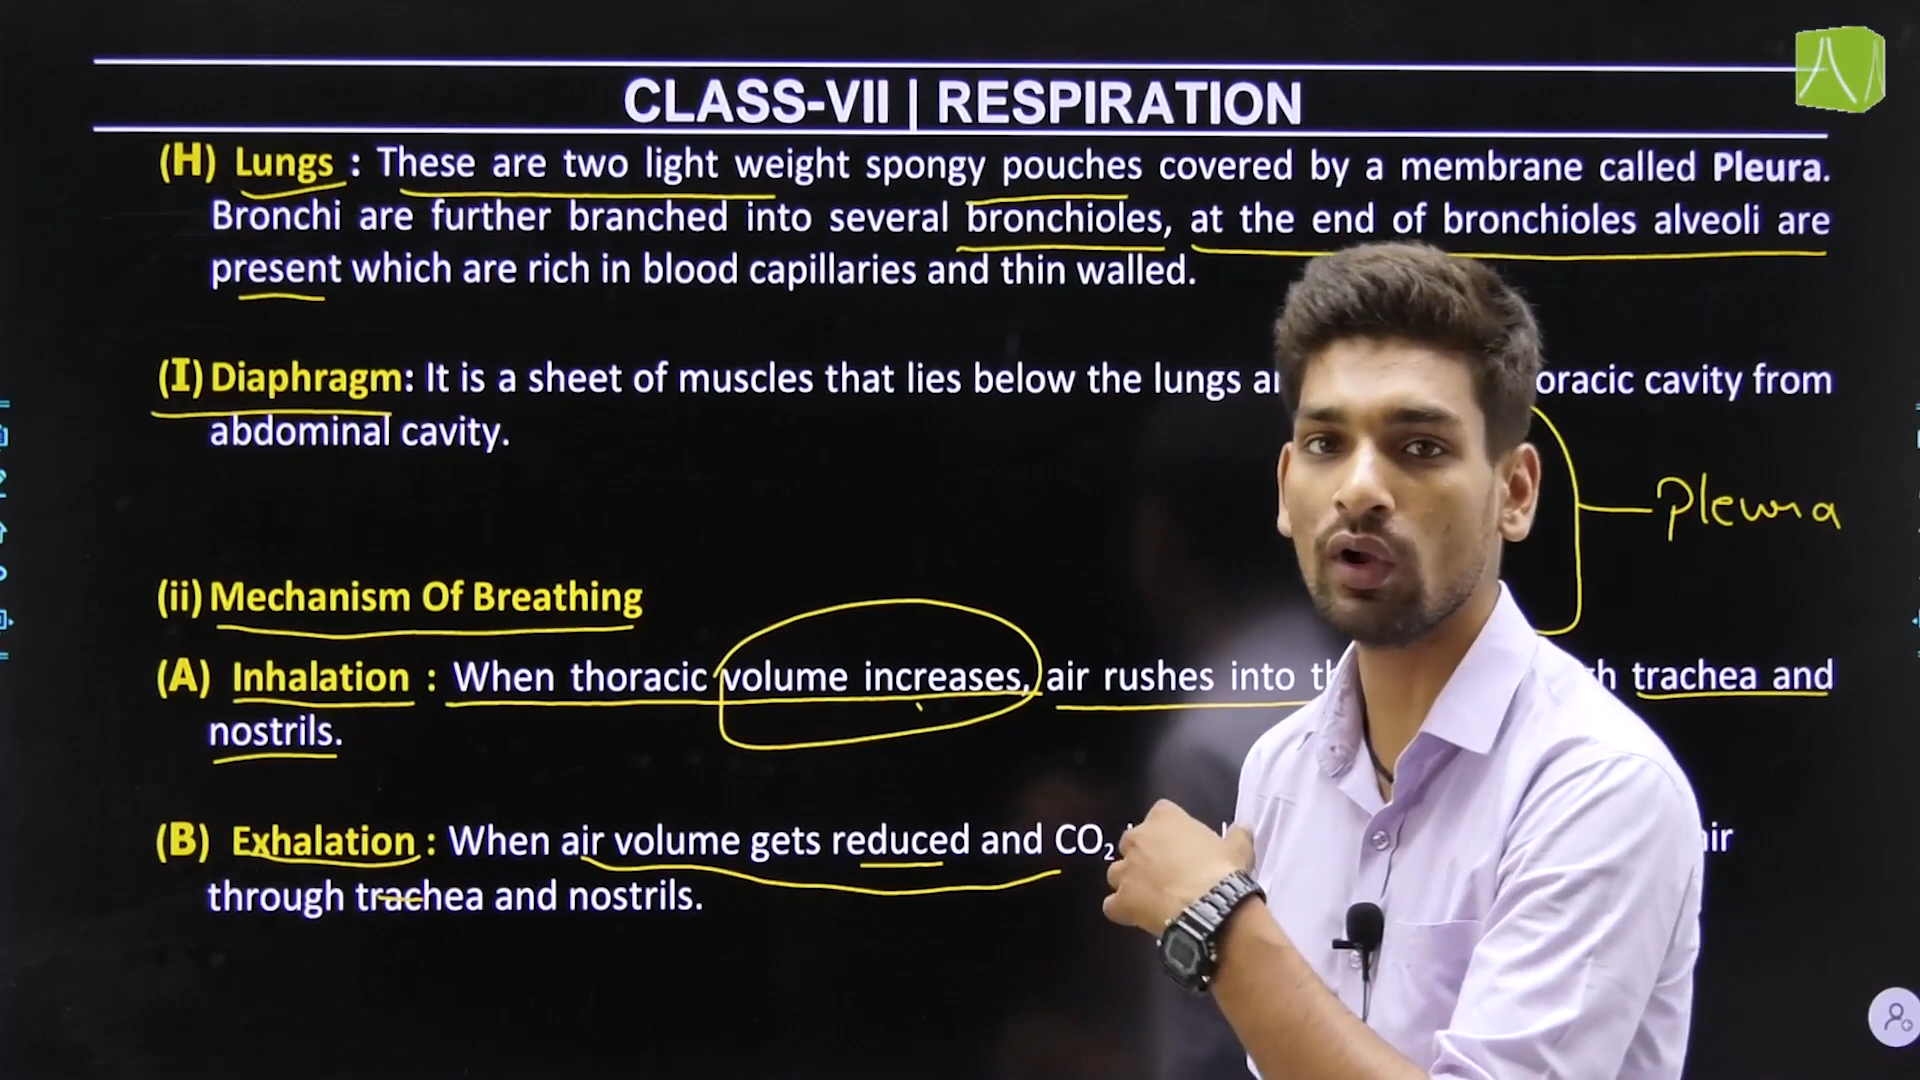 CLASS-VII | RESPIRATION
(H) Lungs : These are two light weight spongy pouches covered by a membrane called Pleura.
Bronchi are further branched into several bronchioles, at the end of bronchioles alveoli are
present which are rich in blood capillaries and thin walled.
(I) Diaphragm: It is a sheet of muscles that lies below the lungs cavity from
abdominal cavity.
Pleura
(ii) Mechanism Of Breathing
(A) Inhalation : When thoracic volume increases, air rushes into trachea and
nostrils.
(B) Exhalation : When air volume gets reduced and CO₂
through trachea and nostrils.